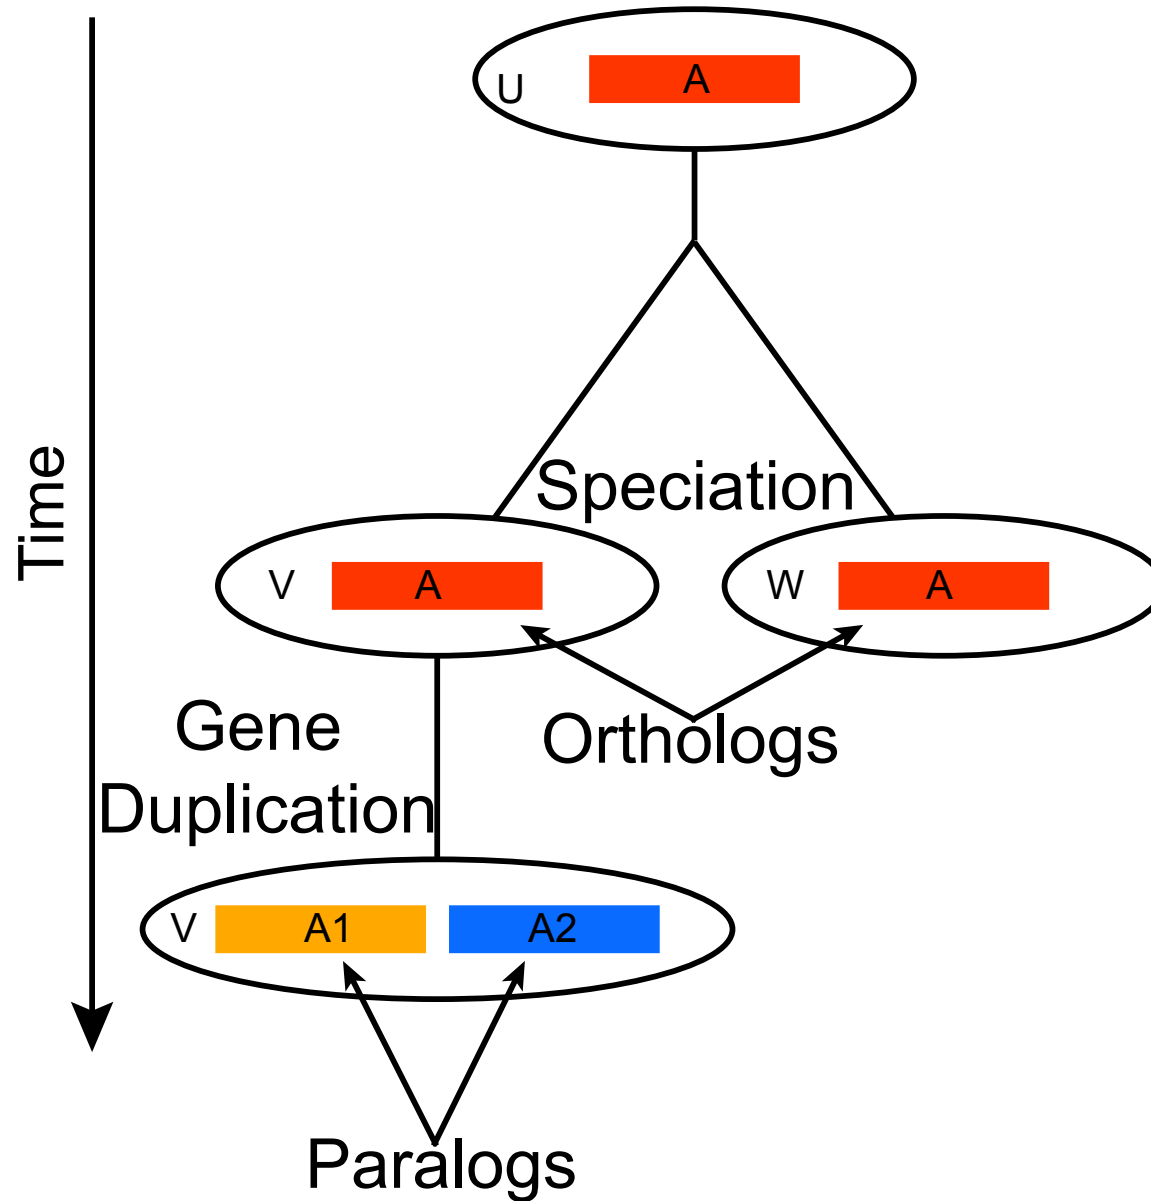 U
A
Time
Speciation
V
A
W
A
Gene
Duplication
Orthologs
V
A1
A2
Paralogs